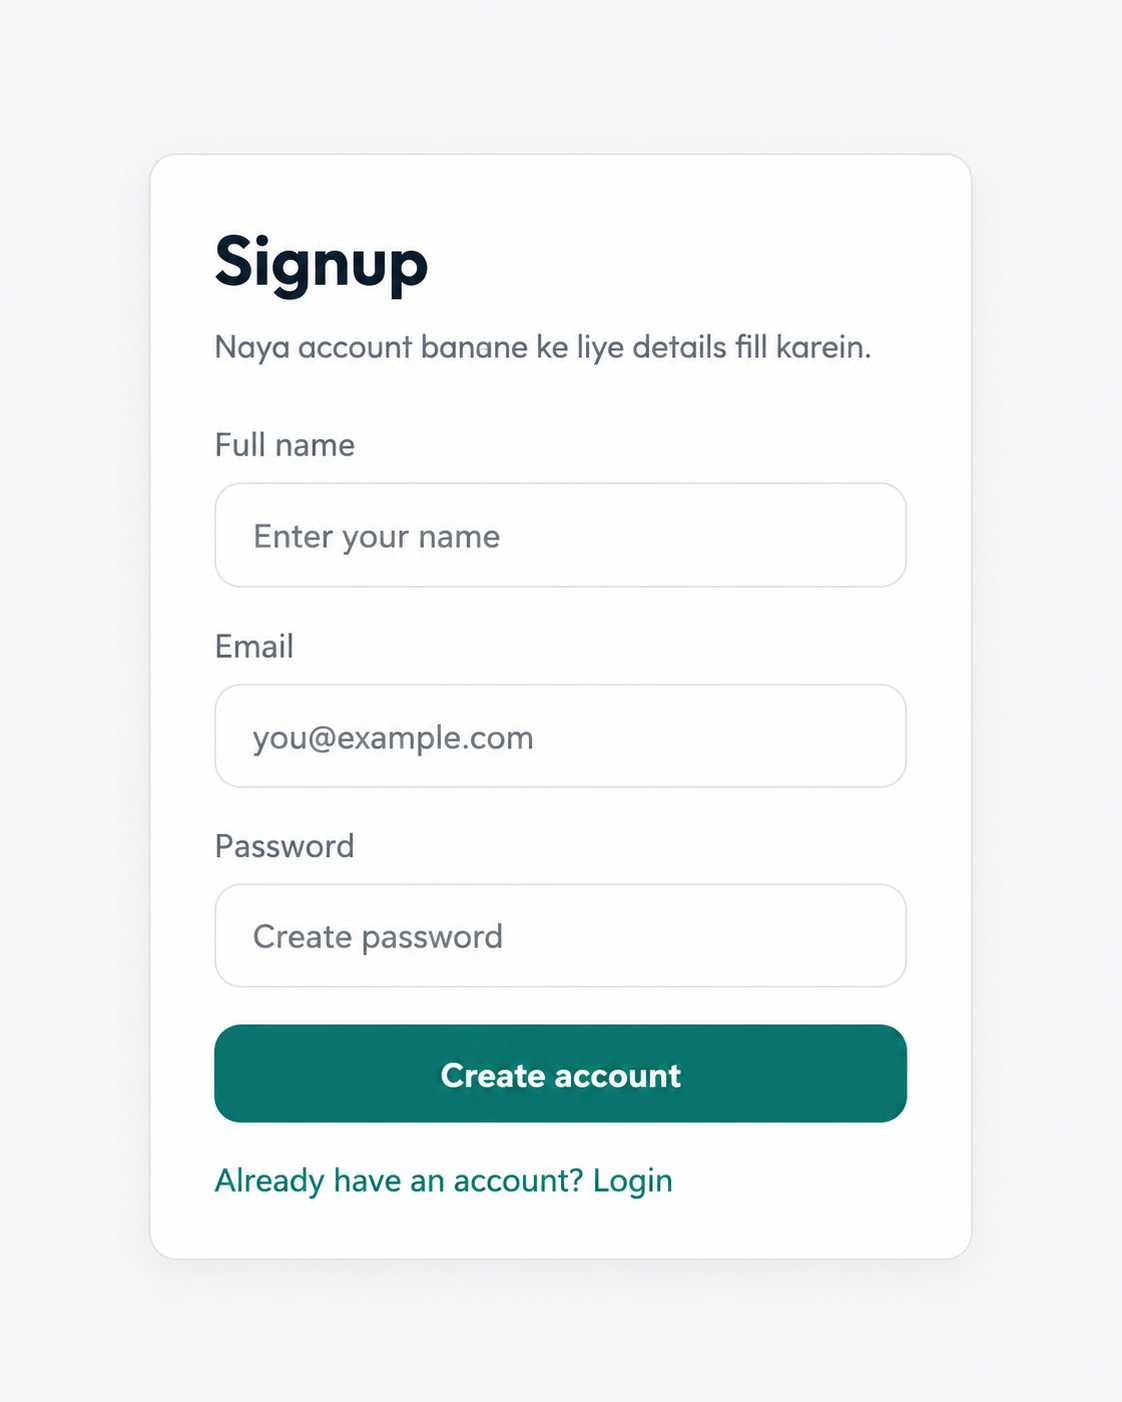 Signup
Naya account banane ke liye details fill karein.
Full name
Enter your name
Email
you@example.com
Password
Create password
Create account
Already have an account? Login